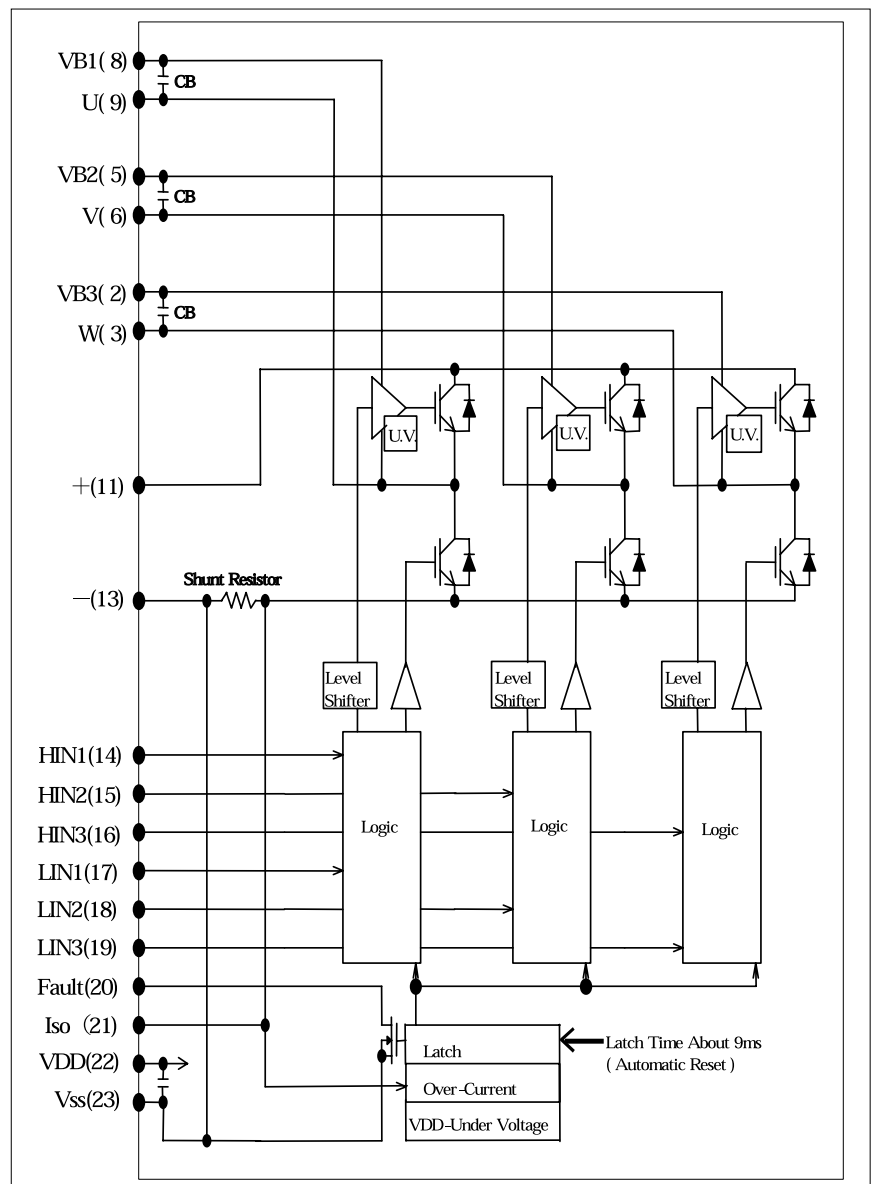 VB1( 8)
CB
U( 9)
VB2( 5)
CB
V( 6)
VB3( 2)
CB
W( 3)
U.V.
U.V.
U.V.
+(11)
Shunt Resistor
−(13)
Level
Shifter
Level
Shifter
Level
Shifter
HIN1(14)
HIN2(15)
HIN3(16)
Logic
Logic
Logic
LIN1(17)
LIN2(18)
LIN3(19)
Fault(20)
Iso (21)
VDD(22)
Vss(23)
Latch
Over-Current
VDD-Under Voltage
Latch Time About 9ms
( Automatic Reset )